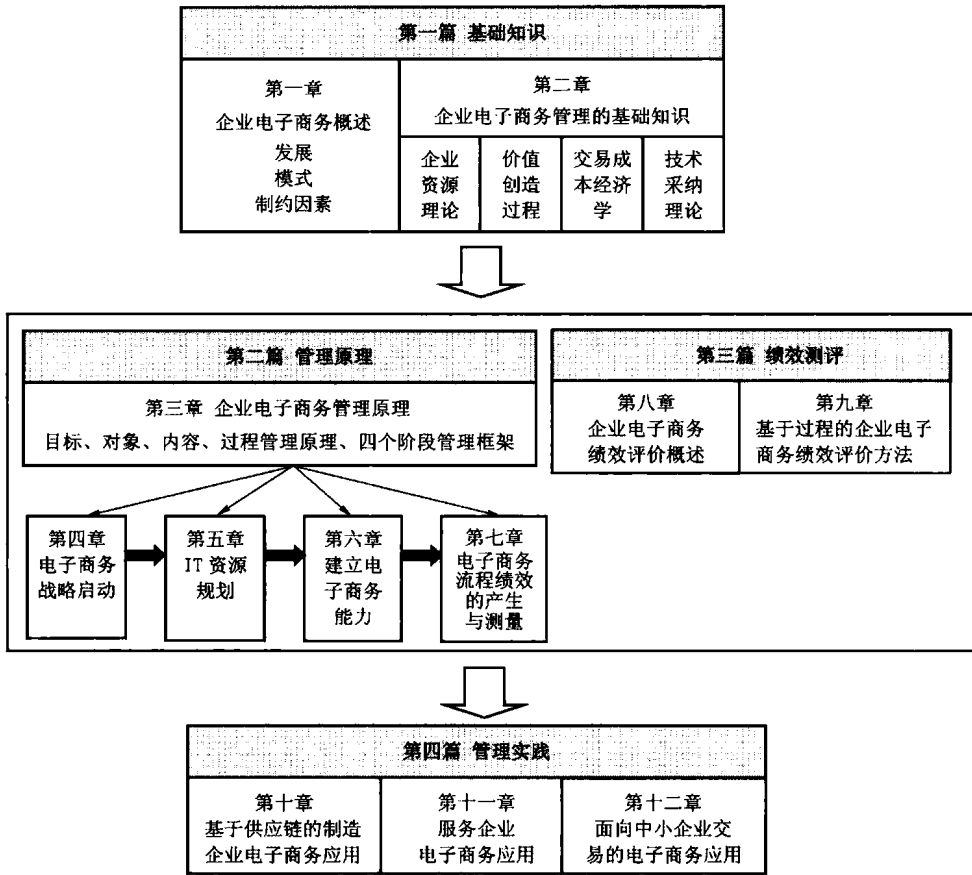 第一篇 基础知识
第一章
企业电子商务概述
发展
模式
制约因素
第二章
企业电子商务管理的基础知识
企业
资源
理论
价值
创造
过程
交易成
本经济
学
技术
采纳
理论
第二篇 管理原理
第三章 企业电子商务管理原理
目标、对象、内容、过程管理原理、四个阶段管理框架
第四章
电子商务
战略启动
第五章
IT 资源
规划
第六章
建立电
子商务
能力
第七章
电子商务
流程绩效
的产生
与测量
第三篇 绩效测评
第八章
企业电子商务
绩效评价概述
第九章
基于过程的企业电子
商务绩效评价方法
第四篇 管理实践
第十章
基于供应链的制造
企业电子商务应用
第十一章
服务企业
电子商务应用
第十二章
面向中小企业交
易的电子商务应用